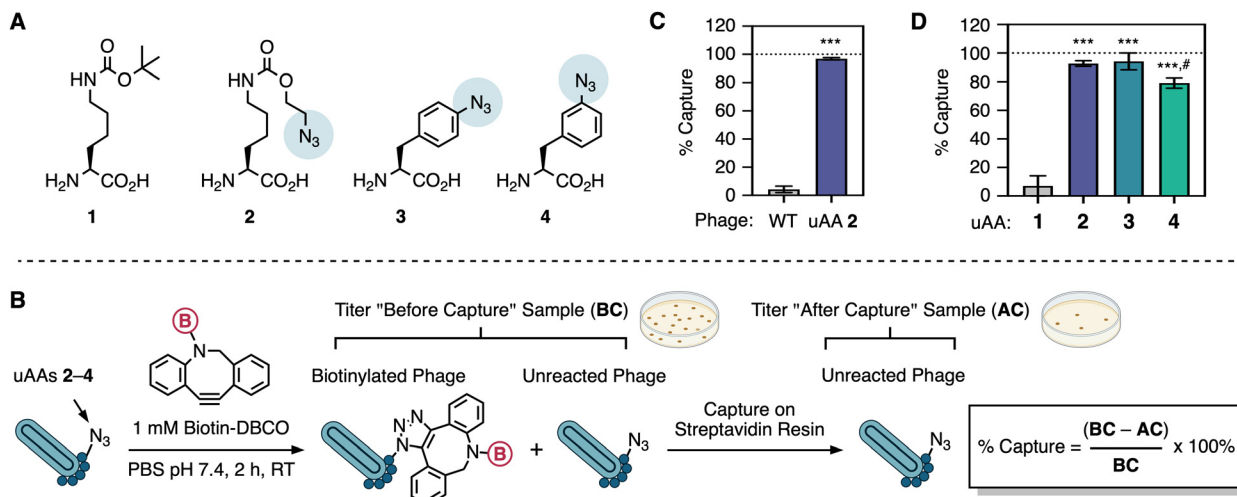 A
HN
O
O
H₂N
CO₂H
1
HN
O
O
N₃
H₂N
CO₂H
2
N₃
H₂N
CO₂H
3
N₃
H₂N
CO₂H
4
C
% Capture
120
100
80
60
40
20
0
***
Phage: WT uAA 2
D
% Capture
120
100
80
60
40
20
0
***
***
***,#
uAA: 1 2 3 4
B
uAAs 2–4
N₃
B
N
1 mM Biotin-DBCO
PBS pH 7.4, 2 h, RT
Titer "Before Capture" Sample (BC)
Biotinylated Phage
Unreacted Phage
N
N
N
N
B
+
N₃
Capture on
Streptavidin Resin
Titer "After Capture" Sample (AC)
Unreacted Phage
N₃
% Capture = (BC – AC) x 100%
BC